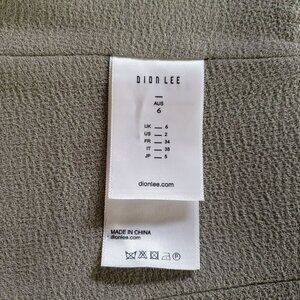 DION LEE
—
AUS
6
UK — 6
US — 2
FR — 34
IT — 38
JP — 5
dionlee.com
MADE IN CHINA
dionlee.com